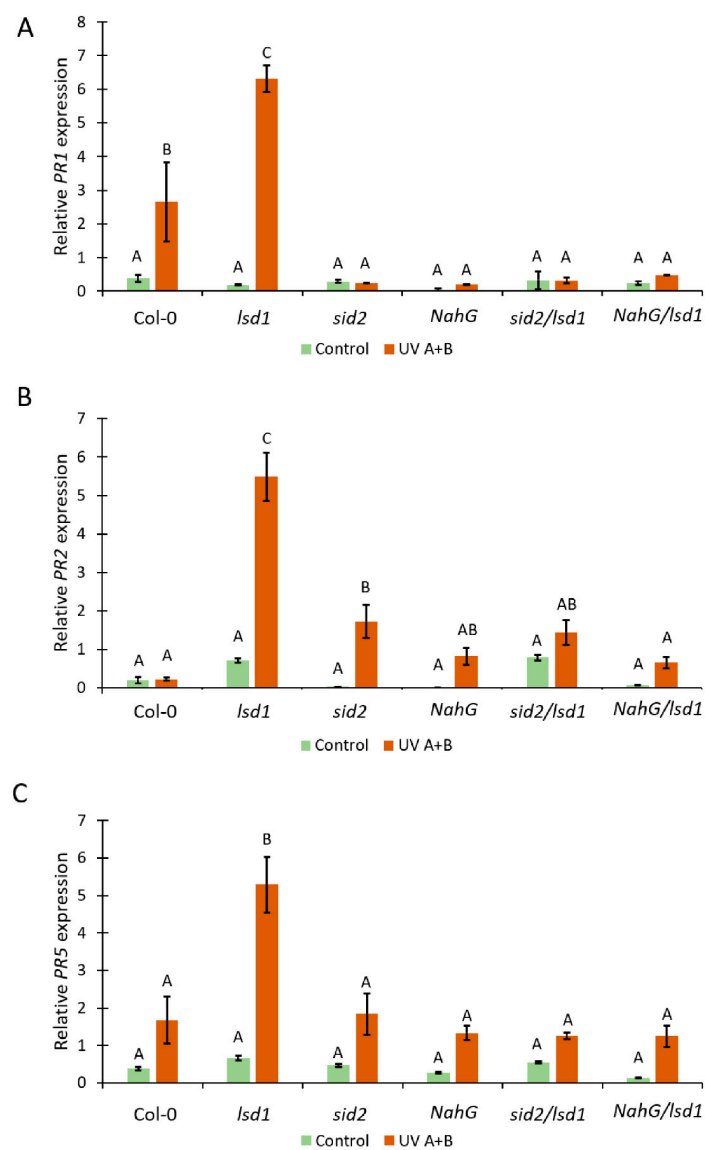 A
Relative PR1 expression
8
7
6
5
4
3
2
1
0
A
B
A
C
A
A
A
A
A
A
A
A
Col-0
lsd1
sid2
NahG
sid2/lsd1
NahG/lsd1
Control
UV A+B
B
Relative PR2 expression
7
6
5
4
3
2
1
0
A
A
A
C
A
B
A
AB
A
AB
A
A
Col-0
lsd1
sid2
NahG
sid2/lsd1
NahG/lsd1
Control
UV A+B
C
Relative PR5 expression
7
6
5
4
3
2
1
0
A
A
A
B
A
A
A
A
A
A
A
A
Col-0
lsd1
sid2
NahG
sid2/lsd1
NahG/lsd1
Control
UV A+B